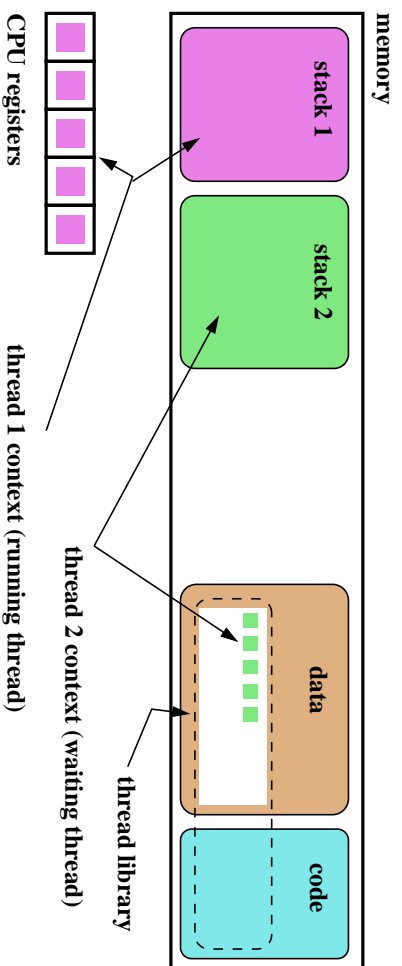 memory
stack 1
stack 2
data
code
CPU registers
thread 1 context (running thread)
thread 2 context (waiting thread)
thread library